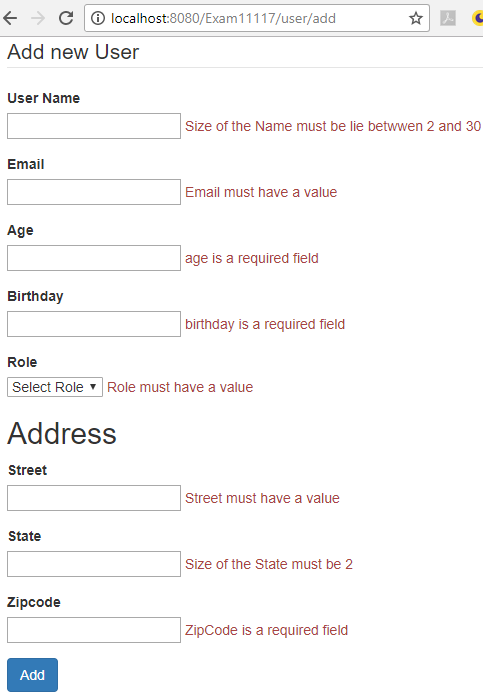 localhost:8080/Exam11117/user/add
Add new User
User Name
Size of the Name must be lie betwwen 2 and 30
Email
Email must have a value
Age
age is a required field
Birthday
birthday is a required field
Role
Select Role Role must have a value
Address
Street
Street must have a value
State
Size of the State must be 2
Zipcode
ZipCode is a required field
Add